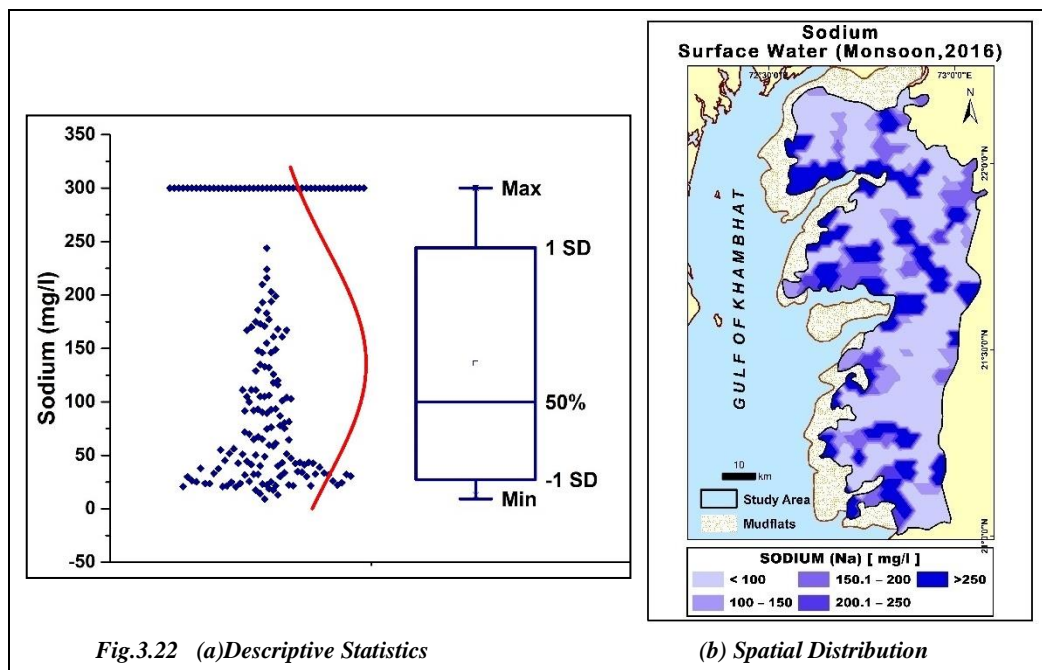 350
300
250
200
150
100
50
0
-50
Sodium (mg/l)
Max
1 SD
50%
-1 SD
Min
Sodium
Surface Water (Monsoon,2016)
72°30'0"E
73°0'0"E
N
22°0'0"N
21°30'0"N
21°0'0"N
GULF OF KHAMBHAT
10
km
Study Area
Mudflats
SODIUM (Na) [ mg/l ]
< 100
150.1 – 200
>250
100 – 150
200.1 – 250
Fig.3.22 (a)Descriptive Statistics
(b) Spatial Distribution